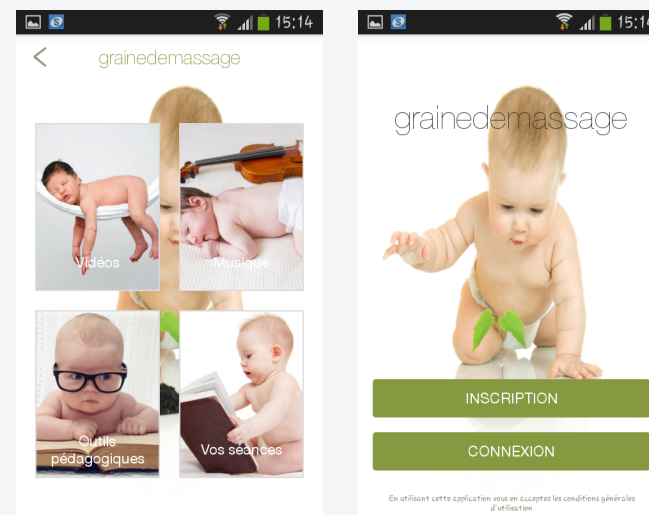 15:14
grainedemassage
Vidéos
Musique
Outils
pédagogiques
Vos séances
15:14
grainedemassage
INSCRIPTION
CONNEXION
En utilisant cette application vous en acceptez les conditions générales
d'utilisation